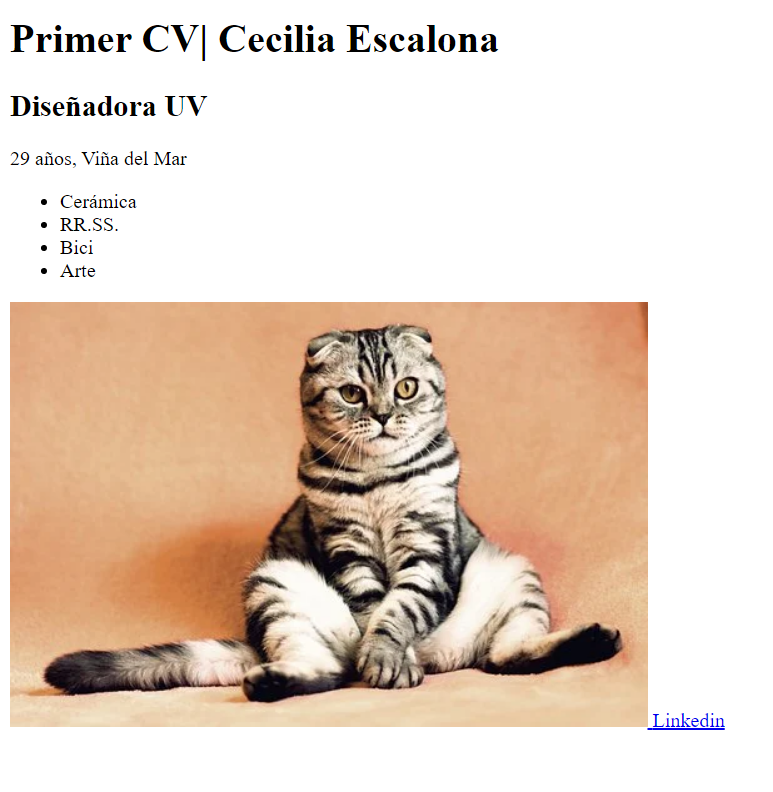 Primer CV| Cecilia Escalona
Diseñadora UV
29 años, Viña del Mar
Cerámica
RR.SS.
Bici
Arte
Linkedin